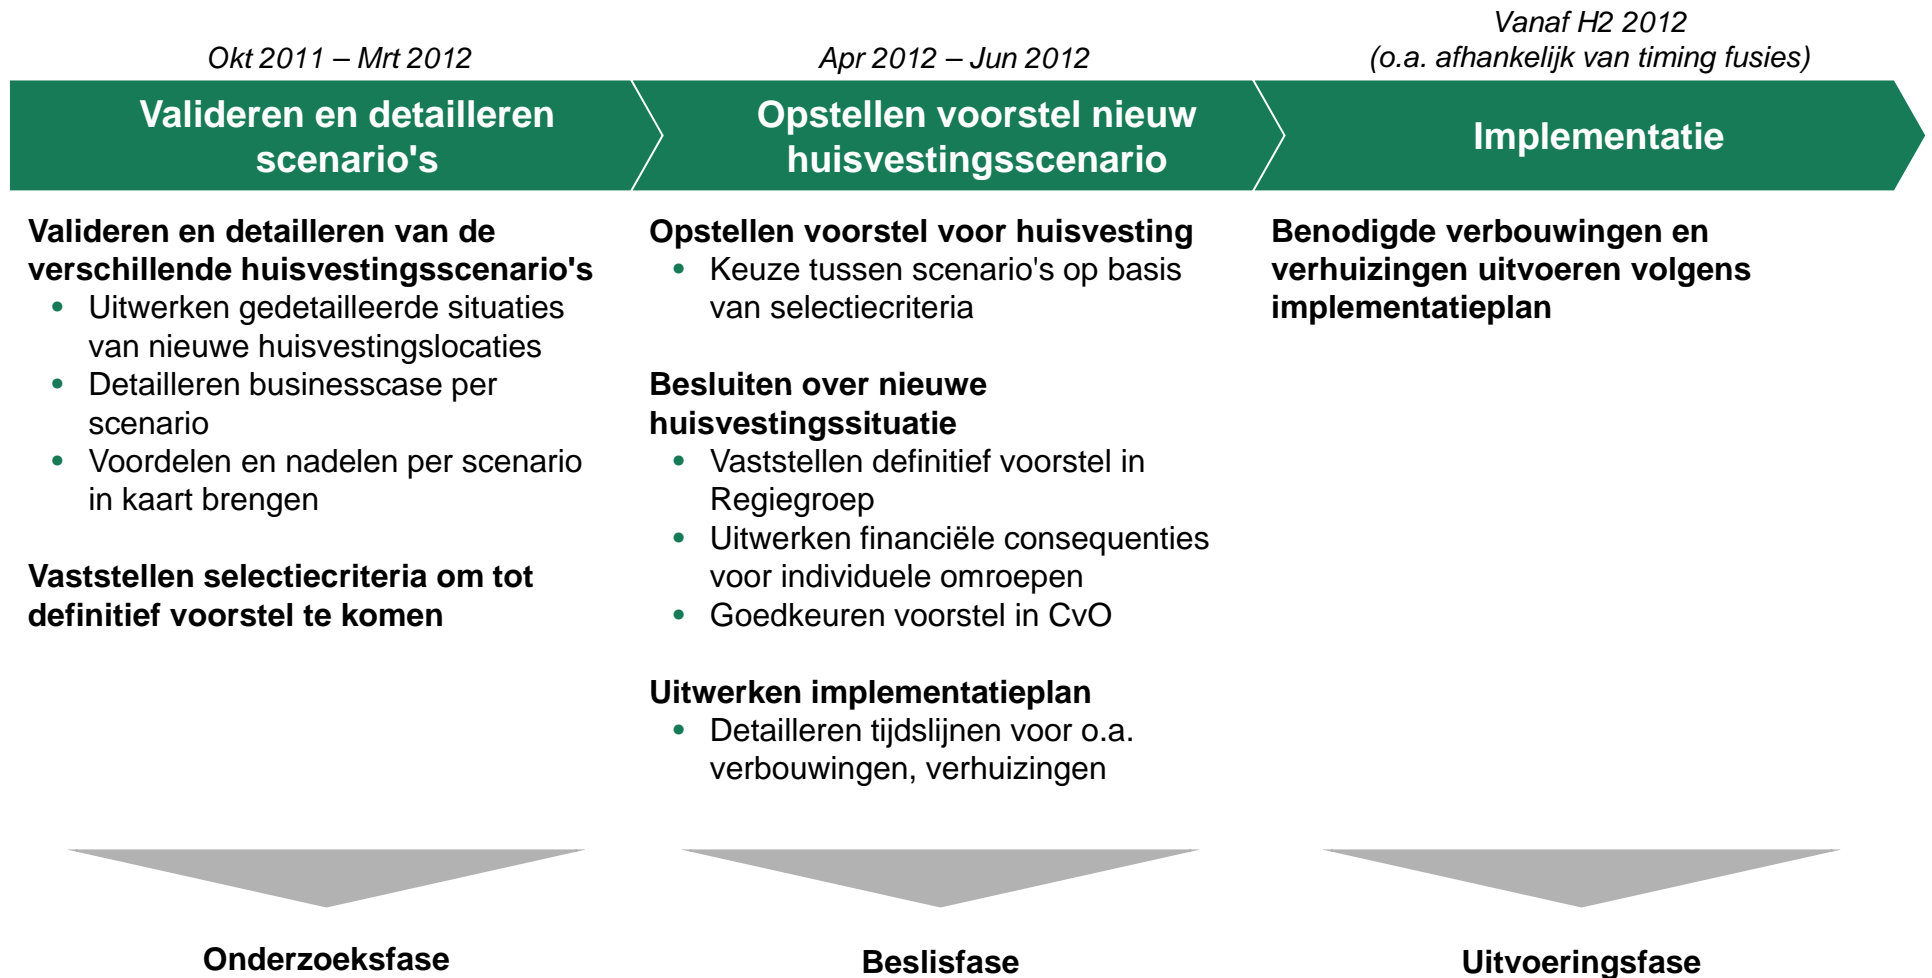 Okt 2011 – Mrt 2012
Valideren en detailleren
scenario's
Valideren en detailleren van de
verschillende huisvestingsscenario's
• Uitwerken gedetailleerde situaties
van nieuwe huisvestingslocaties
• Detailleren businesscase per
scenario
• Voordelen en nadelen per scenario
in kaart brengen
Vaststellen selectiecriteria om tot
definitief voorstel te komen
Onderzoeksfase
Apr 2012 – Jun 2012
Opstellen voorstel nieuw
huisvestingsscenario
Opstellen voorstel voor huisvesting
• Keuze tussen scenario's op basis
van selectiecriteria
Besluiten over nieuwe
huisvestingssituatie
• Vaststellen definitief voorstel in
Regiegroep
• Uitwerken financiële consequenties
voor individuele omroepen
• Goedkeuren voorstel in CvO
Uitwerken implementatieplan
• Detailleren tijdslijnen voor o.a.
verbouwingen, verhuizingen
Beslisfase
Vanaf H2 2012
(o.a. afhankelijk van timing fusies)
Implementatie
Benodigde verbouwingen en
verhuizingen uitvoeren volgens
implementatieplan
Uitvoeringsfase